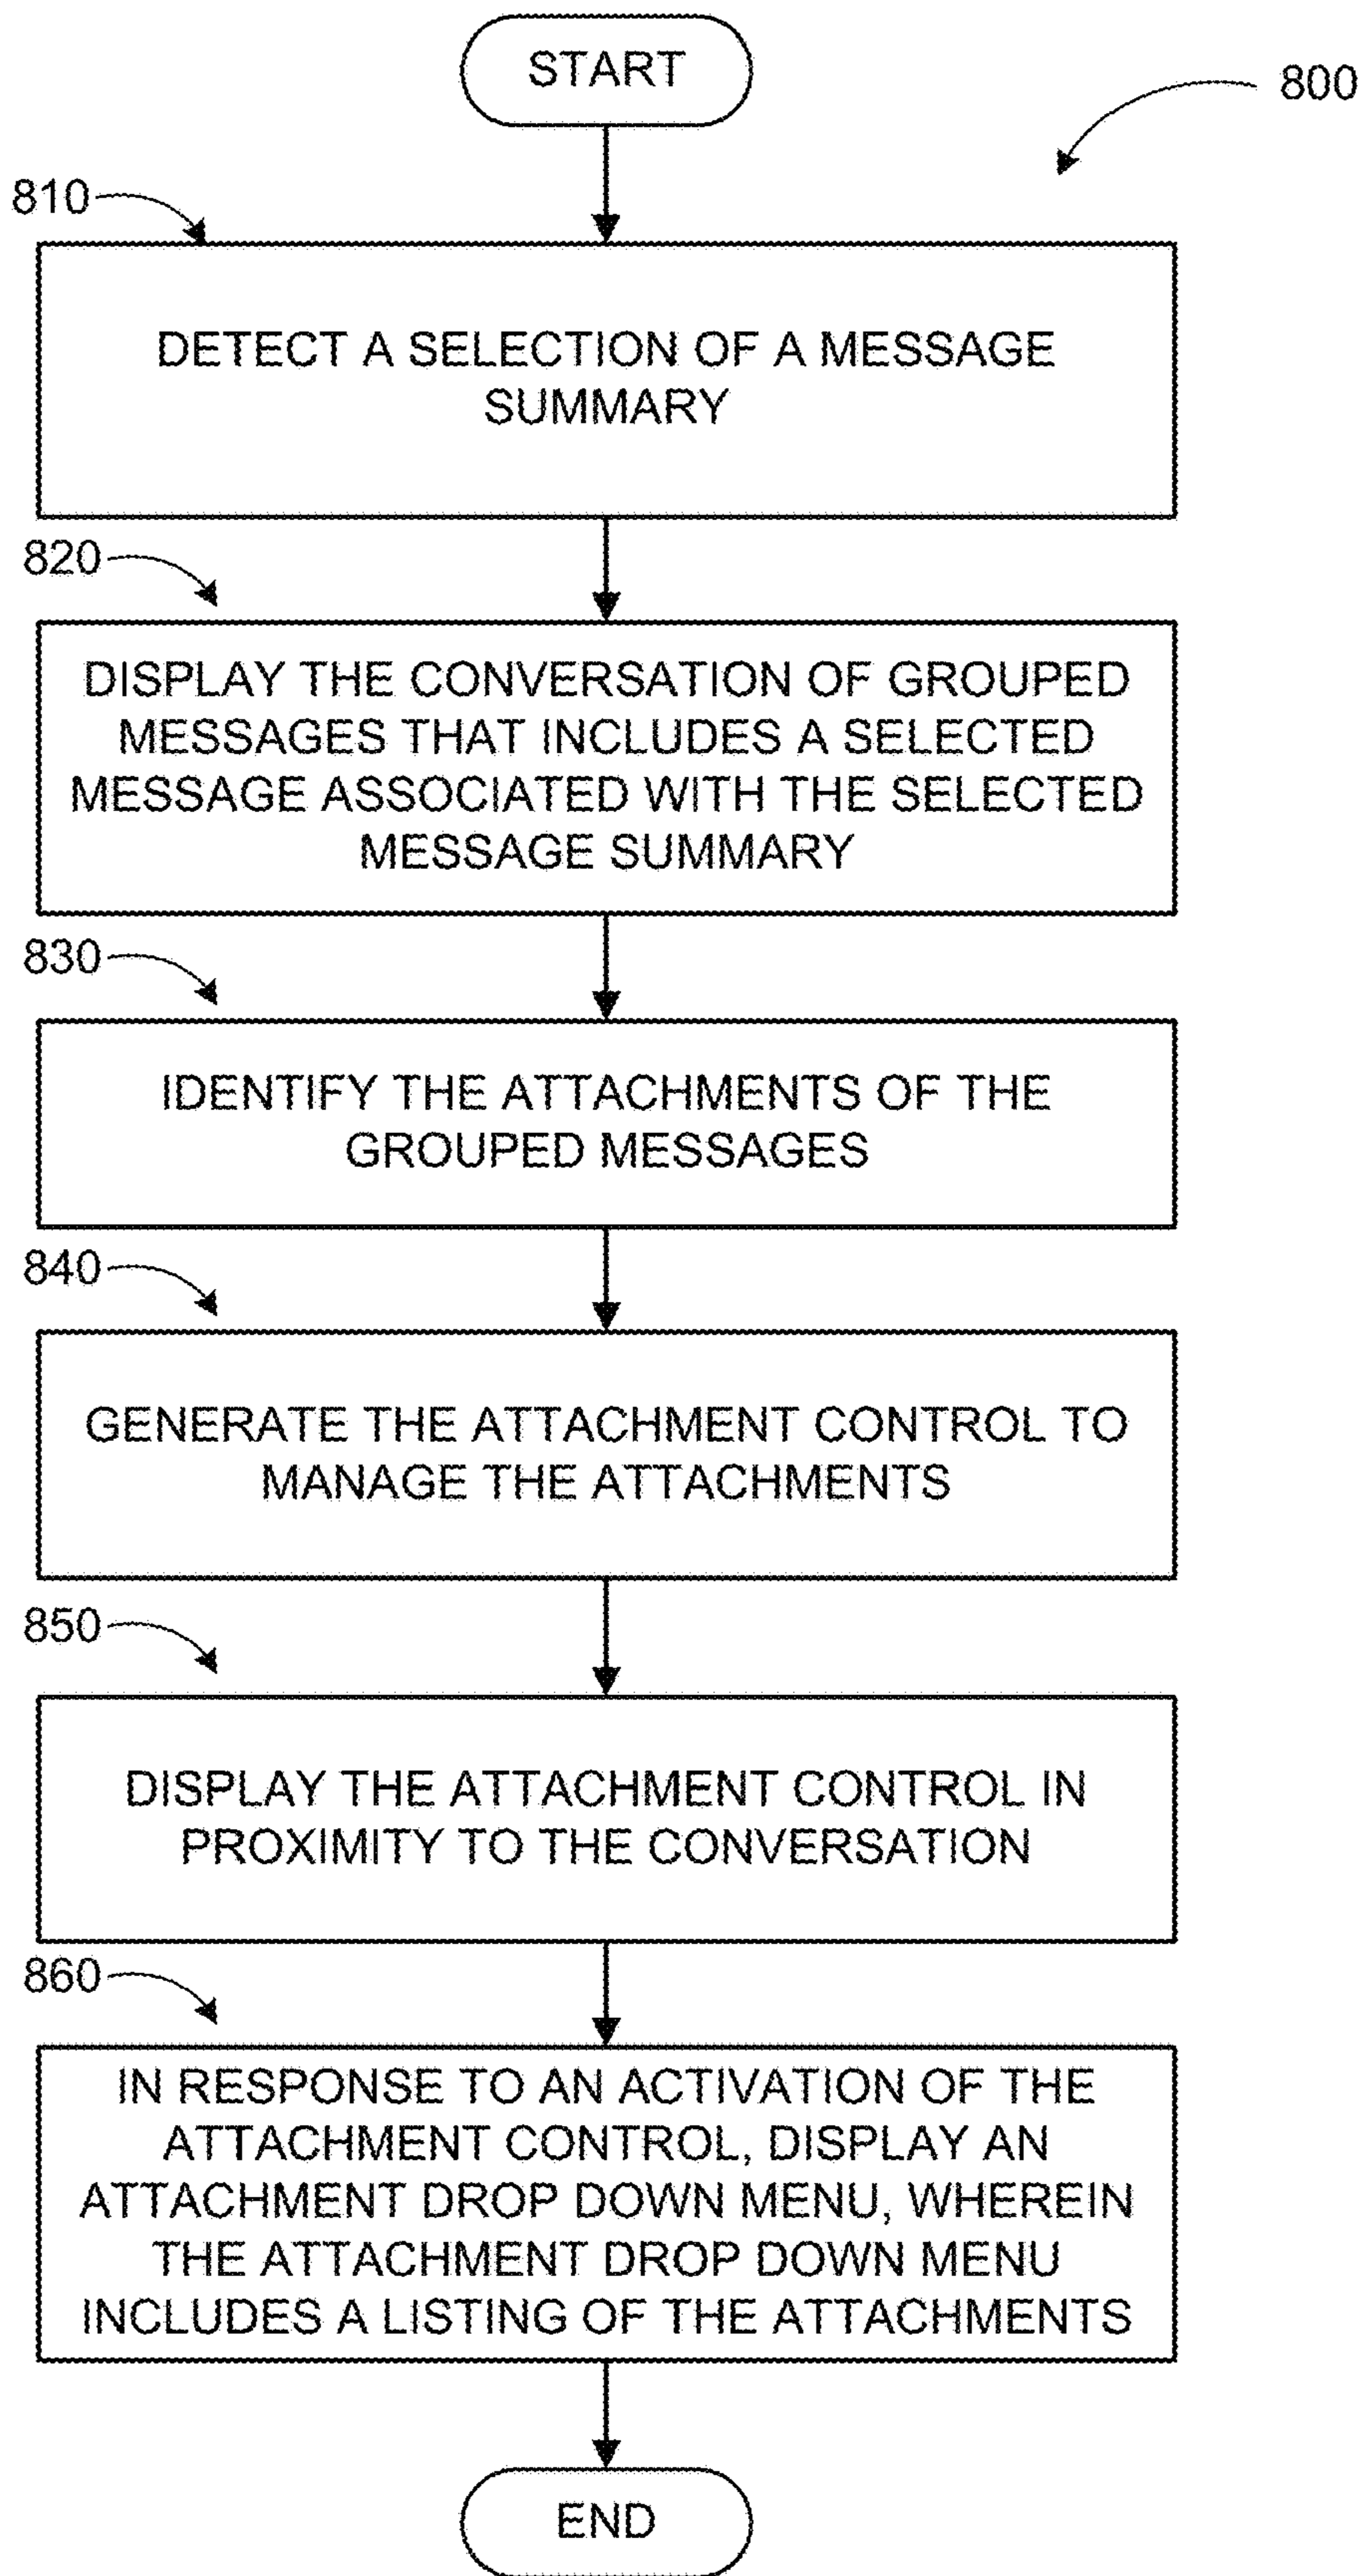 START
800
810
DETECT A SELECTION OF A MESSAGE
SUMMARY
820
DISPLAY THE CONVERSATION OF GROUPED
MESSAGES THAT INCLUDES A SELECTED
MESSAGE ASSOCIATED WITH THE SELECTED
MESSAGE SUMMARY
830
IDENTIFY THE ATTACHMENTS OF THE
GROUPED MESSAGES
840
GENERATE THE ATTACHMENT CONTROL TO
MANAGE THE ATTACHMENTS
850
DISPLAY THE ATTACHMENT CONTROL IN
PROXIMITY TO THE CONVERSATION
860
IN RESPONSE TO AN ACTIVATION OF THE
ATTACHMENT CONTROL, DISPLAY AN
ATTACHMENT DROP DOWN MENU, WHEREIN
THE ATTACHMENT DROP DOWN MENU
INCLUDES A LISTING OF THE ATTACHMENTS
END